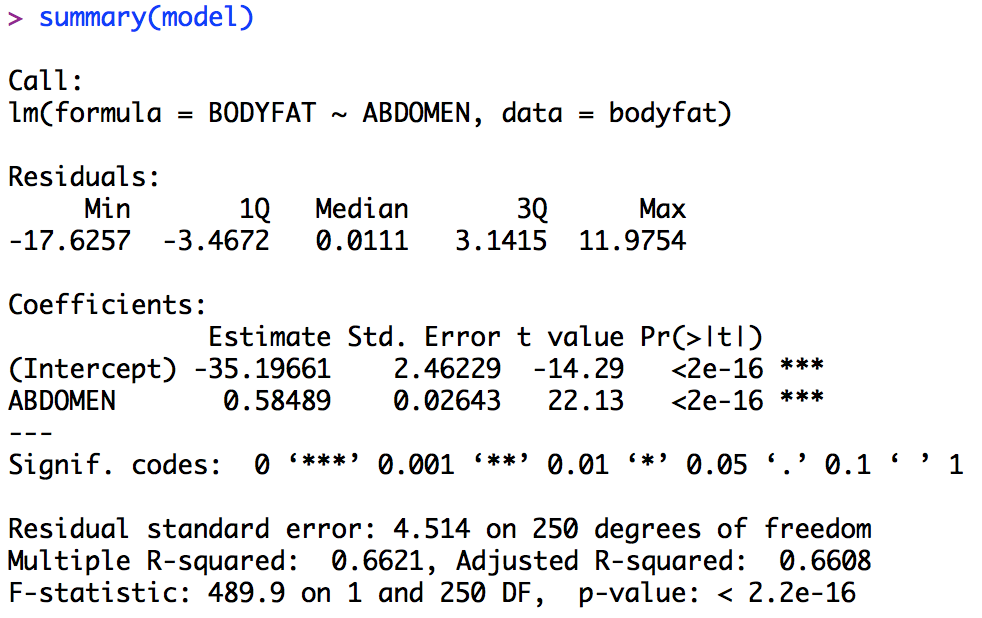 > summary(model)
Call:
lm(formula = BODYFAT ~ ABDOMEN, data = bodyfat)
Residuals:
     Min       1Q   Median       3Q      Max
-17.6257  -3.4672   0.0111   3.1415  11.9754
Coefficients:
             Estimate Std. Error t value Pr(>|t|)
(Intercept) -35.19661    2.46229  -14.29   <2e-16 ***
ABDOMEN       0.58489    0.02643   22.13   <2e-16 ***
---
Signif. codes:  0 ‘***’ 0.001 ‘**’ 0.01 ‘*’ 0.05 ‘.’ 0.1 ‘ ’ 1
Residual standard error: 4.514 on 250 degrees of freedom
Multiple R-squared:  0.6621, Adjusted R-squared:  0.6608
F-statistic: 489.9 on 1 and 250 DF,  p-value: < 2.2e-16